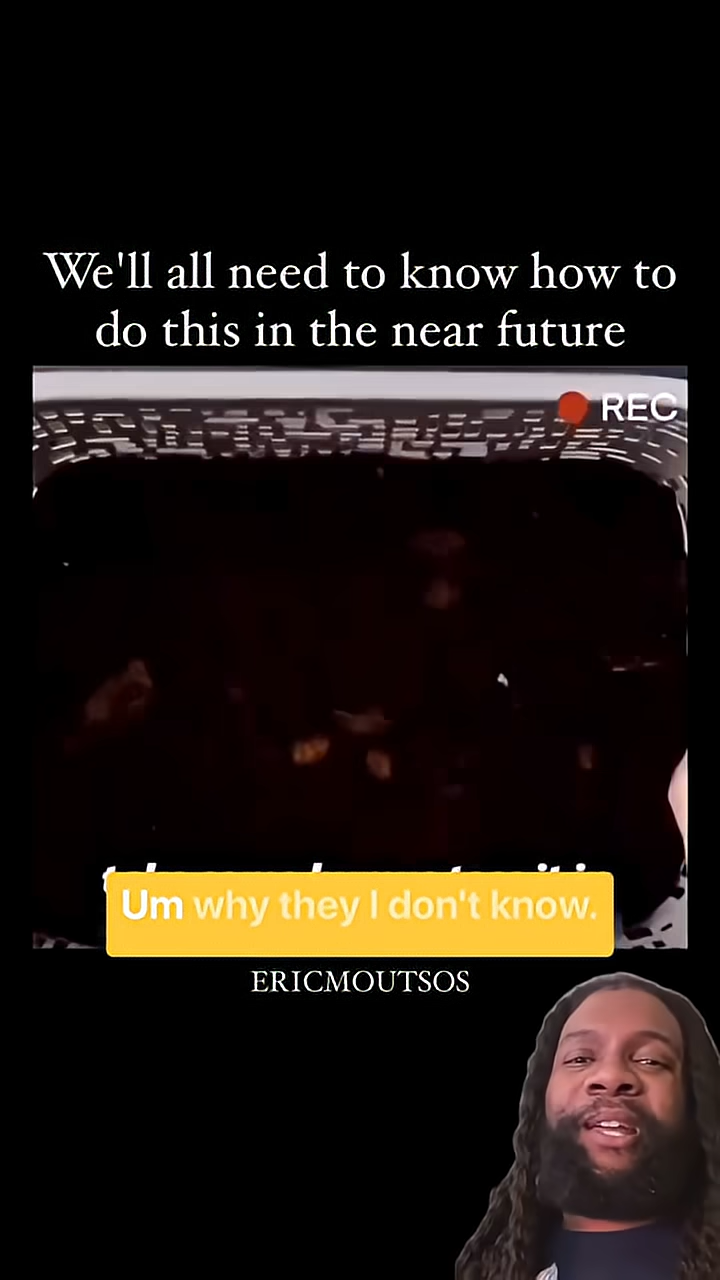 We'll all need to know how to
do this in the near future
REC
Um why they I don't know.
ERICMOUTSOS